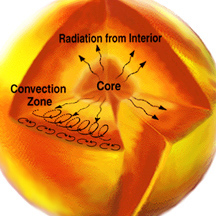 Radiation from Interior
Core
Convection
Zone